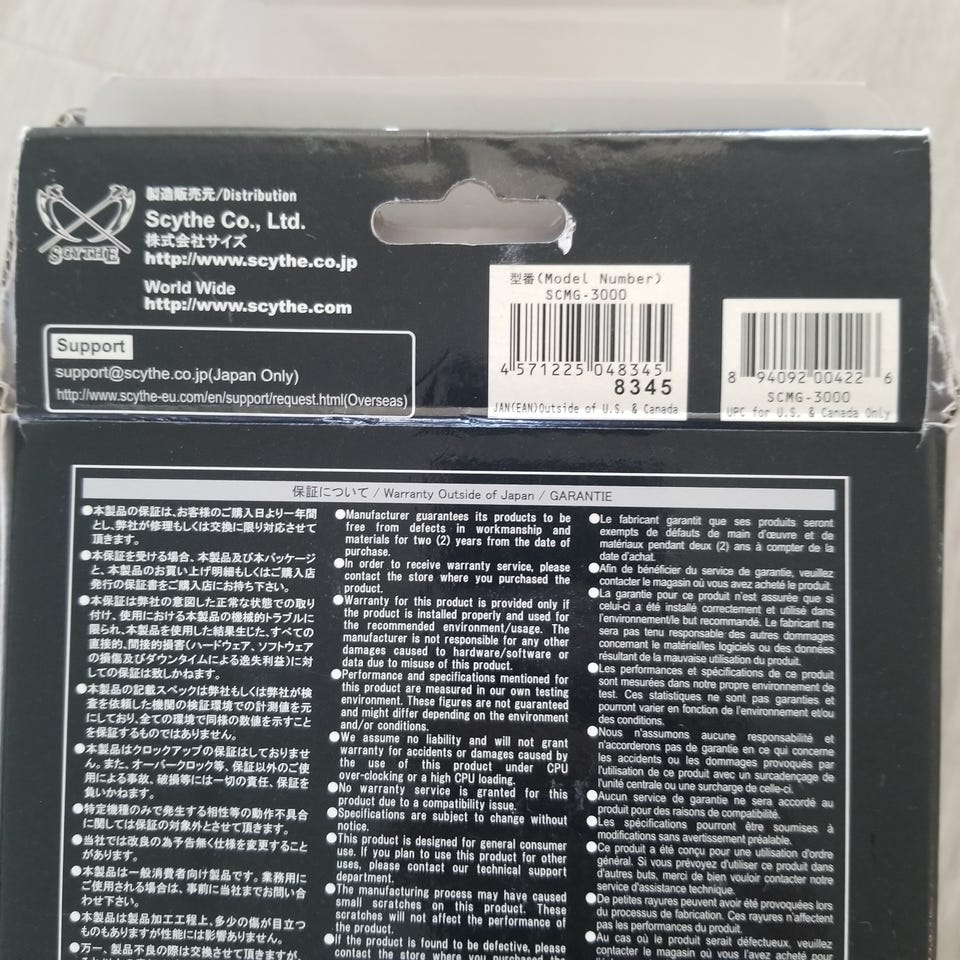 SCYTHE
製造販売元/Distribution
Scythe Co., Ltd.
株式会社サイズ
http://www.scythe.co.jp
World Wide
http://www.scythe.com
Support
support@scythe.co.jp(Japan Only)
http://www.scythe-eu.com/en/support/request.html(Overseas)
型番(Model Number)
SCMG-3000
4 571225 048345
8345
JAN(EAN)Outside of U.S. & Canada
8 94092 00422 6
SCMG-3000
UPC for U.S. & Canada Only
保証について / Warranty Outside of Japan / GARANTIE
●本製品の保証は、お客様のご購入日より一年間
とし、弊社が修理もしくは交換に限り対応させて
頂きます。
●本保証を受ける場合、本製品及び本パッケージ
と、本製品のお買い上げ明細もしくはご購入店
発行の保証書をご購入店にお持ち下さい。
●本保証は弊社の意図した正常な状態での取り
付け、使用における本製品の機械的トラブルに
限られ、本製品を使用した結果生じた、すべての
直接的、間接的損害(ハードウェア、ソフトウェア
の損傷及びダウンタイムによる逸失利益)に対
しての保証は致しかねます。
●本製品の記載スペックは弊社もしくは弊社が検
査を依頼した機関の検証環境での計測値を元
にしており、全ての環境で同様の数値を示すこと
を保証するものではありません。
●本製品はクロックアップの保証はしておりませ
ん。また、オーバークロック等、保証以外のご使
用による事故、破損等には一切の責任、保証を
負いかねます。
●特定機種のみで発生する相性等の動作不具合
に関しては保証の対象外とさせて頂きます。
●当社では改良の為予告無く仕様を変更すること
があります。
●本製品は一般消費者向け製品です。業務用に
ご使用される場合は、事前に当社までお問い合
わせ下さい。
●本製品は製品加工工程上、多少の傷が目立つ
ものもありますが性能には影響ありません。
●万一、製品不良の際は交換させて頂きますが、
●Manufacturer guarantees its products to be
free from defects in workmanship and
materials for two (2) years from the date of
purchase.
●In order to receive warranty service, please
contact the store where you purchased the
product.
●Warranty for this product is provided only if
the product is installed properly and used for
the recommended environment/usage. The
manufacturer is not responsible for any other
damages caused to hardware/software or
data due to misuse of this product.
●Performance and specifications mentioned for
this product are measured in our own testing
environment. These figures are not guaranteed
and might differ depending on the environment
and/or conditions.
●We assume no liability and will not grant
warranty for accidents or damages caused by
the use of this product under CPU
over-clocking or a high CPU loading.
●No warranty service is granted for this
product due to a compatibility issue.
●Specifications are subject to change without
notice.
●This product is designed for general consumer
use. If you plan to use this product for other
uses, please contact our technical support
department.
●The manufacturing process may have caused
small scratches on this product. These
scratches will not affect the performance of
the product.
●If the product is found to be defective, please
contact the store where you purchased the
●Le fabricant garantit que ses produits seront
exempts de défauts de main d'œuvre et de
matériaux pendant deux (2) ans à compter de la
date d'achat.
●Afin de bénéficier du service de garantie, veuillez
contacter le magasin où vous avez acheté le produit.
●La garantie pour ce produit n'est assurée que si
celui-ci a été installé correctement et utilisé dans
l'environnement/le but recommandé. Le fabricant ne
sera pas tenu responsable des autres dommages
concernant le matériel/les logiciels ou des données
résultant de la mauvaise utilisation du produit.
●Les performances et spécifications de ce produit
sont mesurées dans notre propre environnement de
test. Ces statistiques ne sont pas garanties et
pourront varier en fonction de l'environnement et/ou
des conditions.
●Nous n'assumons aucune responsabilité et
n'accorderons pas de garantie en ce qui concerne
les accidents ou les dommages provoqués par
l'utilisation de ce produit avec un surcadençage de
l'unité centrale ou une surcharge de celle-ci.
●Aucun service de garantie ne sera accordé au
produit pour des raisons de compatibilité.
●Les spécifications pourront être soumises à
modifications sans avertissement préalable.
●Ce produit a été conçu pour une utilisation d'ordre
général. Si vous prévoyez d'utiliser ce produit dans
d'autres buts, merci de bien vouloir contacter notre
service d'assistance technique.
●De petites rayures peuvent avoir été provoquées lors
du processus de fabrication. Ces rayures n'affectent
pas les performances du produit.
●Au cas où le produit serait défectueux, veuillez
contacter le magasin où vous l'avez acheté pour